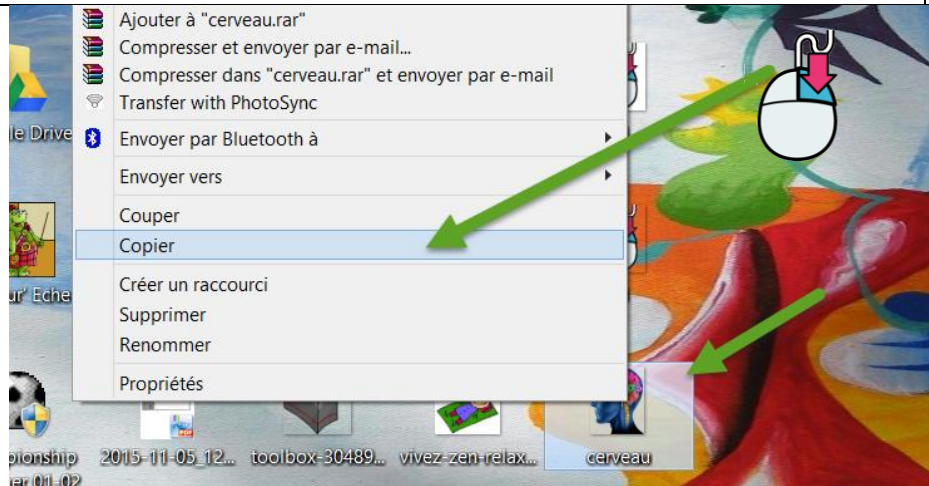 Ajouter à "cerveau.rar"
Compresser et envoyer par e-mail...
Compresser dans "cerveau.rar" et envoyer par e-mail
Transfer with PhotoSync
le Drive
Envoyer par Bluetooth à
Envoyer vers
Couper
Copier
ur' Eche
Créer un raccourci
Supprimer
Renommer
Propriétés
PDF
pionship
2015-11-05_12...
toolbox-30489...
vivez-zen-relax...
cerveau
er 01-02